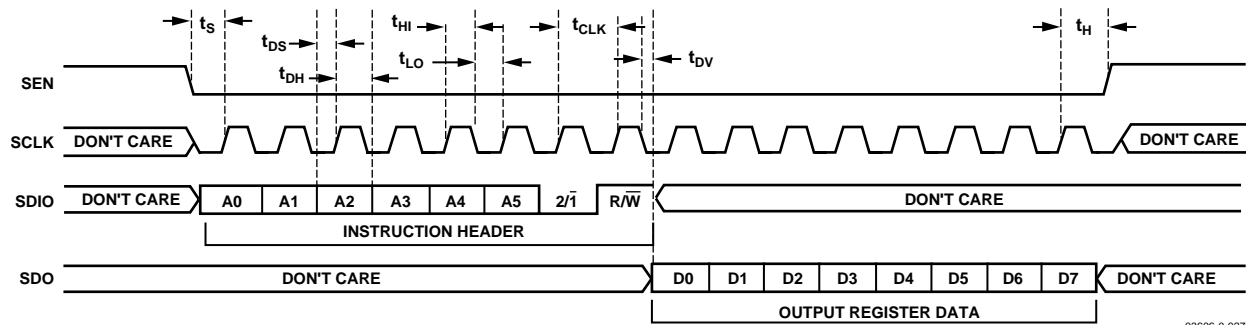 tS
tDS
tDH
tHI
tLO
tCLK
tDV
tH
SEN
SCLK DON'T CARE DON'T CARE
SDIO DON'T CARE A0 A1 A2 A3 A4 A5 2/1̅ R/W̅ DON'T CARE
INSTRUCTION HEADER
SDO DON'T CARE D0 D1 D2 D3 D4 D5 D6 D7 DON'T CARE
OUTPUT REGISTER DATA